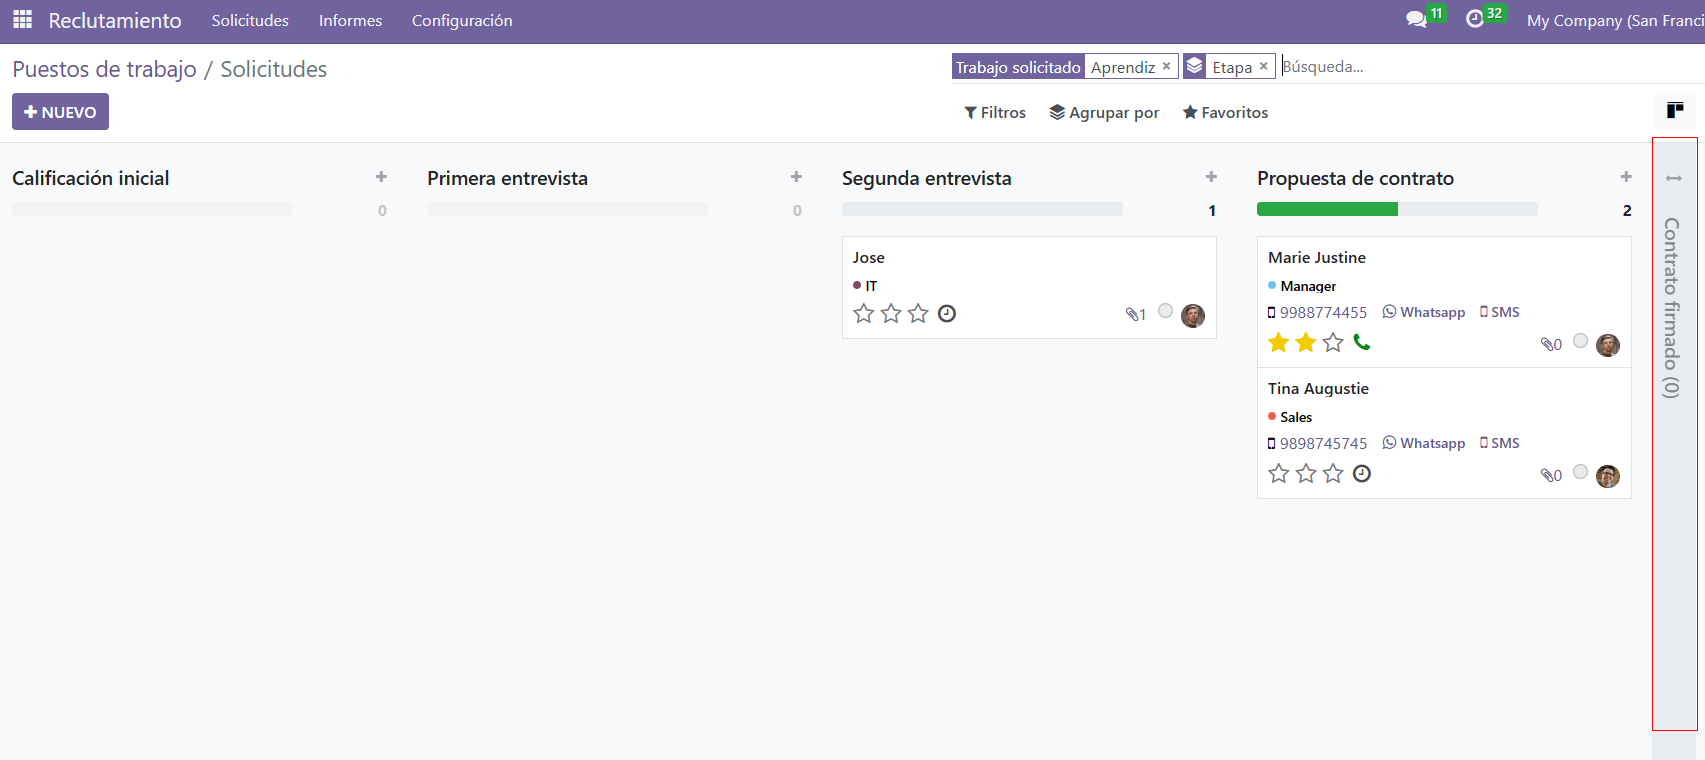 Reclutamiento Solicitudes Informes Configuración 11 32 My Company (San Franci
Puestos de trabajo / Solicitudes
Trabajo solicitado Aprendiz × Etapa × Búsqueda...
+ NUEVO
Filtros Agrupar por Favoritos
Calificación inicial +
0
Primera entrevista +
0
Segunda entrevista +
1
Jose
IT
1
Propuesta de contrato +
2
Marie Justine
Manager
9988774455 Whatsapp SMS
0
Tina Augustie
Sales
9898745745 Whatsapp SMS
0
Contrato firmado (0)